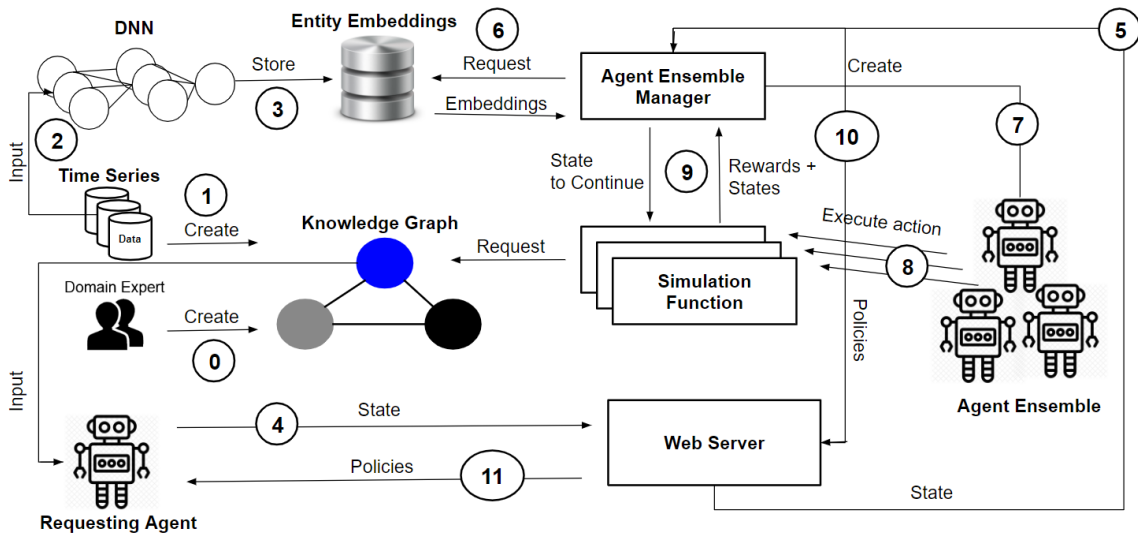 DNN
Entity Embeddings
6
5
Store
3
Request
Embeddings
Agent Ensemble
Manager
Create
7
2
Input
10
Time Series
Data
1
Create
State
to Continue
9
Rewards +
States
Knowledge Graph
Request
Simulation
Function
Execute action
8
Domain Expert
Create
0
Policies
Agent Ensemble
Input
4
State
Web Server
Policies
11
State
Requesting Agent